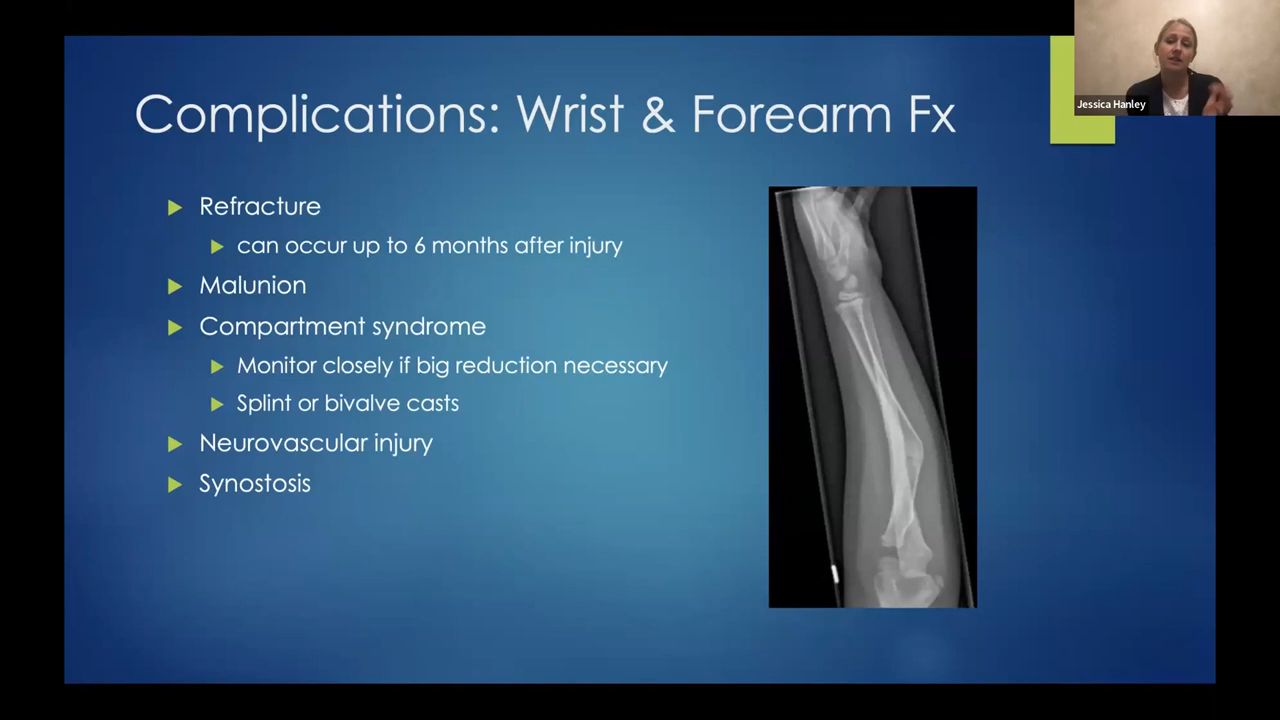 Jessica Hanley
Complications: Wrist & Forearm Fx
Refracture
can occur up to 6 months after injury
Malunion
Compartment syndrome
Monitor closely if big reduction necessary
Splint or bivalve casts
Neurovascular injury
Synostosis